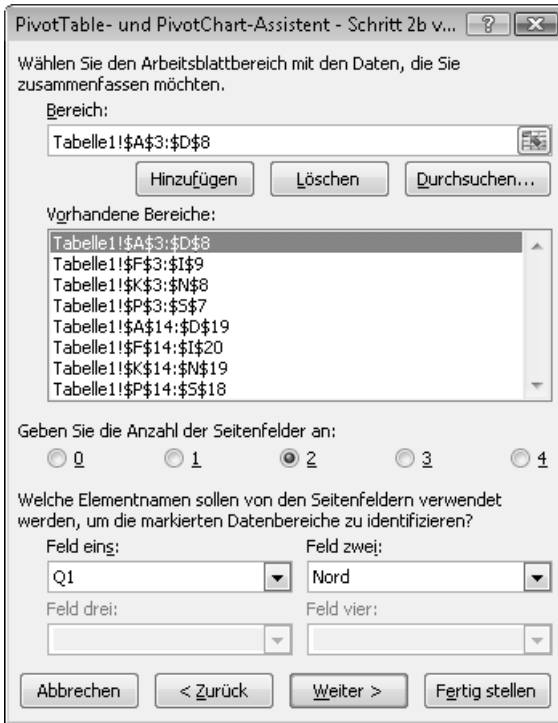 PivotTable- und PivotChart-Assistent - Schritt 2b v...
Wählen Sie den Arbeitsblattbereich mit den Daten, die Sie
zusammenfassen möchten.
Bereich:
Tabelle1!$A$3:$D$8
Hinzufügen Löschen Durchsuchen...
Vorhandene Bereiche:
Tabelle1!$A$3:$D$8
Tabelle1!$F$3:$I$9
Tabelle1!$K$3:$N$8
Tabelle1!$P$3:$S$7
Tabelle1!$A$14:$D$19
Tabelle1!$F$14:$I$20
Tabelle1!$K$14:$N$19
Tabelle1!$P$14:$S$18
Geben Sie die Anzahl der Seitenfelder an:
0 1 2 3 4
Welche Elementnamen sollen von den Seitenfeldern verwendet
werden, um die markierten Datenbereiche zu identifizieren?
Feld eins: Feld zwei:
Q1 Nord
Feld drei: Feld vier:
Abbrechen < Zurück Weiter > Fertig stellen